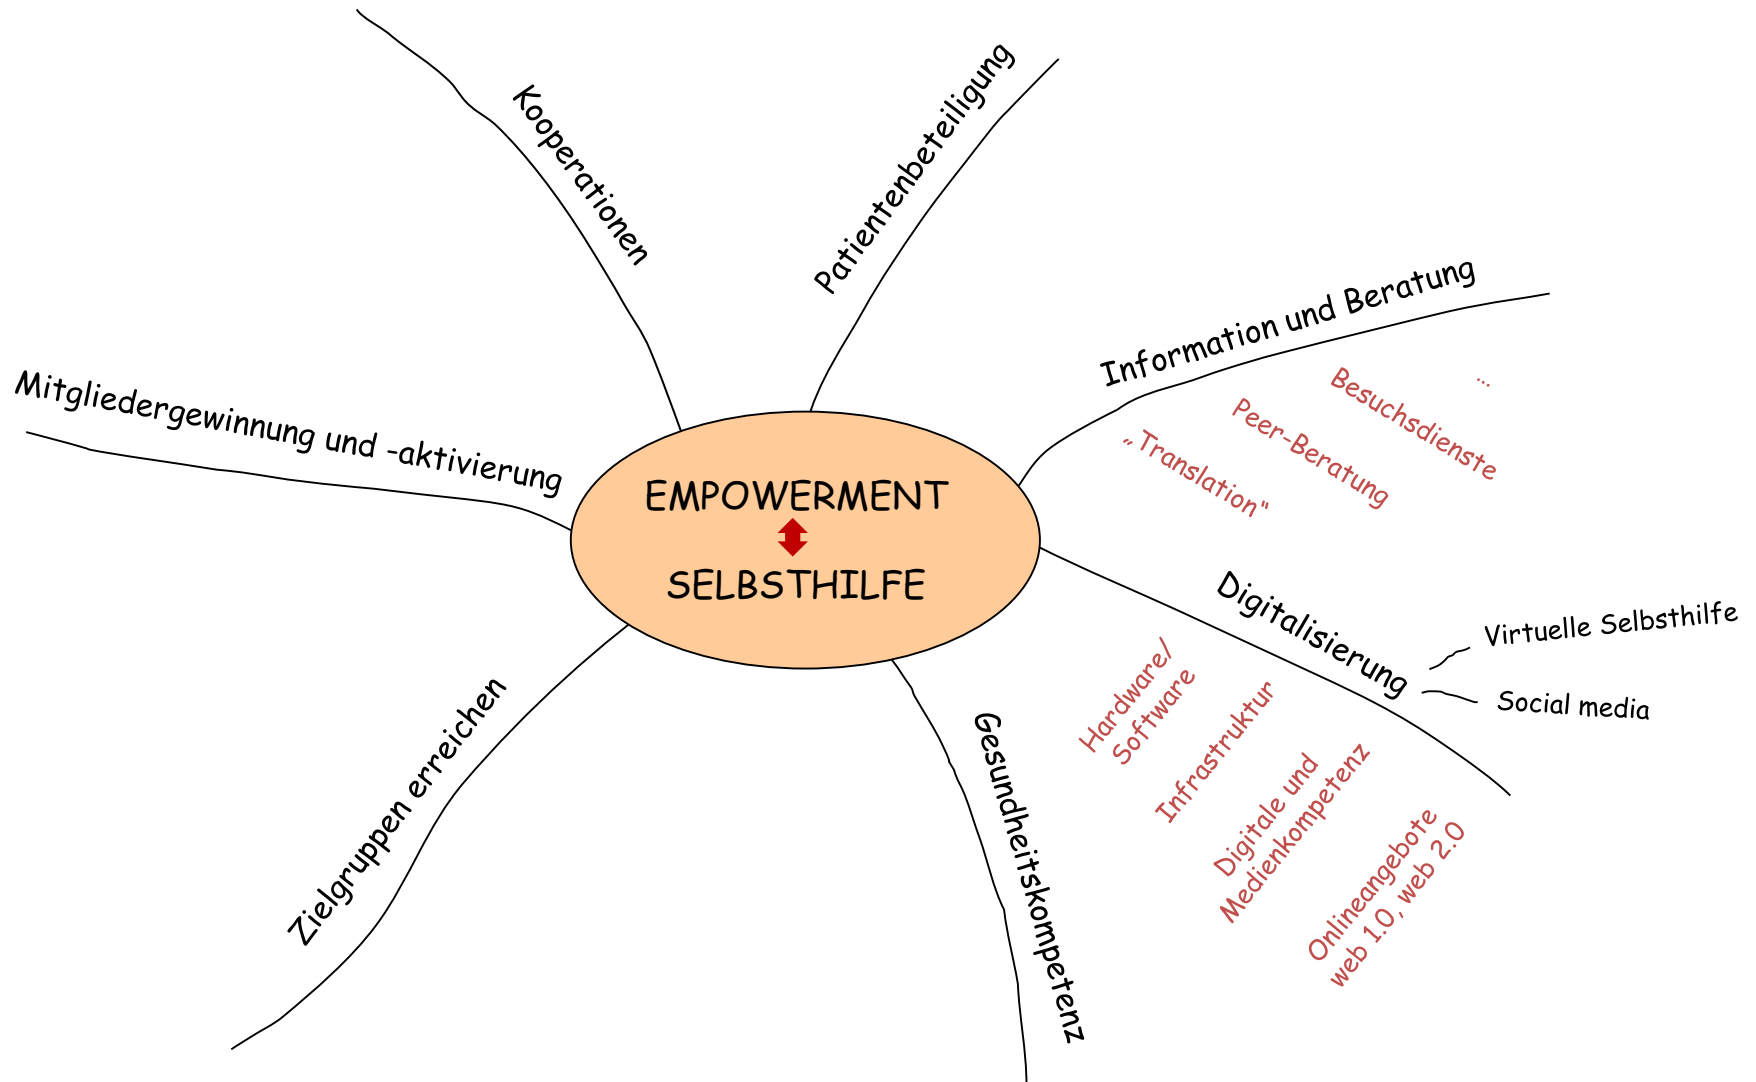 Kooperationen
Patientenbeteiligung
Information und Beratung
„Translation“
Peer-Beratung
Besuchsdienste
...
Mitgliedergewinnung und -aktivierung
EMPOWERMENT
SELBSTHILFE
Digitalisierung
Virtuelle Selbsthilfe
Social media
Hardware/
Software
Infrastruktur
Digitale und
Medienkompetenz
Onlineangebote
web 1.0, web 2.0
Zielgruppen erreichen
Gesundheitskompetenz